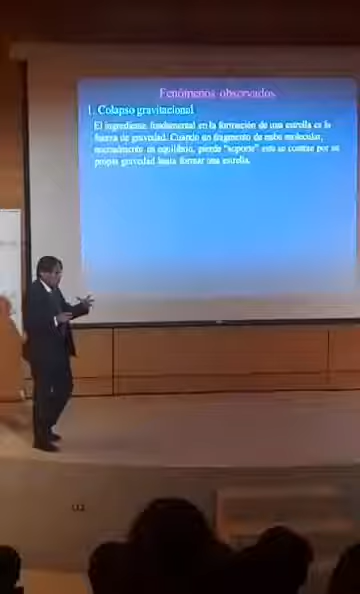 Fenómenos observados
1. Colapso gravitacional
El ingrediente fundamental en la formación de una estrella es la
fuerza de gravedad. Cuando un fragmento de nube molecular,
normalmente en equilibrio, pierde "soporte" este se contrae por su
propia gravedad hasta formar una estrella.